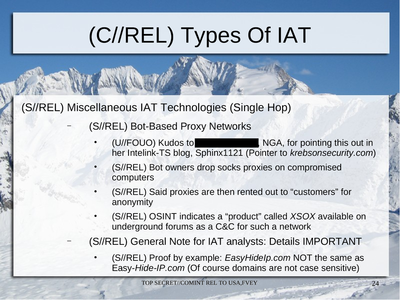 (C//REL) Types Of IAT
(S//REL) Miscellaneous IAT Technologies (Single Hop)
– (S//REL) Bot-Based Proxy Networks
• (U//FOUO) Kudos to , NGA, for pointing this out in
her Intelink-TS blog, Sphinx1121 (Pointer to krebsonsecurity.com)
• (S//REL) Bot owners drop socks proxies on compromised
computers
• (S//REL) Said proxies are then rented out to “customers” for
anonymity
• (S//REL) OSINT indicates a “product” called XSOX available on
underground forums as a C&C for such a network
– (S//REL) General Note for IAT analysts: Details IMPORTANT
• (S//REL) Proof by example: EasyHideIp.com NOT the same as
Easy-Hide-IP.com (Of course domains are not case sensitive)
TOP SECRET//COMINT REL TO USA,FVEY
24